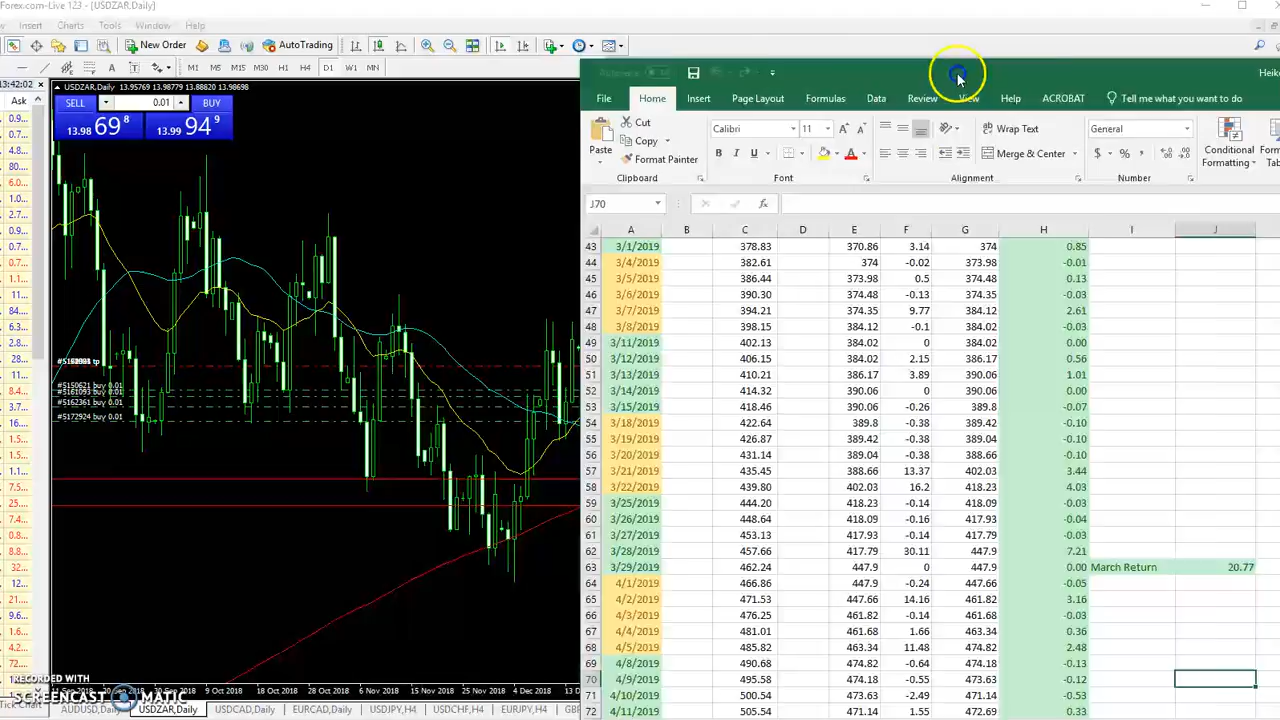 Forex.com-Live 123 - [USDZAR,Daily]
Insert Charts Tools Window Help
New Order AutoTrading
M1 M5 M15 M30 H1 H4 D1 W1 MN
13:42:02
Ask
USDZAR,Daily 13.95769 13.98779 13.88820 13.98698
SELL 0.01 BUY
13.98 69 8 13.99 94 9
#5150621 buy 0.01
#5162361 buy 0.01
#5172924 buy 0.01
20 Sep 2018 30 Sep 2018 9 Oct 2018 18 Oct 2018 28 Oct 2018 6 Nov 2018 15 Nov 2018 25 Nov 2018 4 Dec 2018
RECORDED WITH
SCREENCAST MATIC
Tick Chart AUDUSD,Daily USDZAR,Daily USDCAD,Daily EURCAD,Daily USDJPY,H4 USDCHF,H4 EURJPY,H4
Heik
File Home Insert Page Layout Formulas Data Review View Help ACROBAT Tell me what you want to do
Paste Cut Copy Format Painter
Calibri 11
B I U
Wrap Text
Merge & Center
General
$ % ,
Conditional Formatting
Clipboard Font Alignment Number
J70 fx
A B C D E F G H I J
43 3/1/2019 378.83 370.86 3.14 374 0.85
44 3/4/2019 382.61 374 -0.02 373.98 -0.01
45 3/5/2019 386.44 373.98 0.5 374.48 0.13
46 3/6/2019 390.30 374.48 -0.13 374.35 -0.03
47 3/7/2019 394.21 374.35 9.77 384.12 2.61
48 3/8/2019 398.15 384.12 -0.1 384.02 -0.03
49 3/11/2019 402.13 384.02 0 384.02 0.00
50 3/12/2019 406.15 384.02 2.15 386.17 0.56
51 3/13/2019 410.21 386.17 3.89 390.06 1.01
52 3/14/2019 414.32 390.06 0 390.06 0.00
53 3/15/2019 418.46 390.06 -0.26 389.8 -0.07
54 3/18/2019 422.64 389.8 -0.38 389.42 -0.10
55 3/19/2019 426.87 389.42 -0.38 389.04 -0.10
56 3/20/2019 431.14 389.04 -0.38 388.66 -0.10
57 3/21/2019 435.45 388.66 13.37 402.03 3.44
58 3/22/2019 439.80 402.03 16.2 418.23 4.03
59 3/25/2019 444.20 418.23 -0.14 418.09 -0.03
60 3/26/2019 448.64 418.09 -0.16 417.93 -0.04
61 3/27/2019 453.13 417.93 -0.14 417.79 -0.03
62 3/28/2019 457.66 417.79 30.11 447.9 7.21
63 3/29/2019 462.24 447.9 0 447.9 0.00 March Return 20.77
64 4/1/2019 466.86 447.9 -0.24 447.66 -0.05
65 4/2/2019 471.53 447.66 14.16 461.82 3.16
66 4/3/2019 476.25 461.82 -0.14 461.68 -0.03
67 4/4/2019 481.01 461.68 1.66 463.34 0.36
68 4/5/2019 485.82 463.34 11.48 474.82 2.48
69 4/8/2019 490.68 474.82 -0.64 474.18 -0.13
70 4/9/2019 495.58 474.18 -0.55 473.63 -0.12
71 4/10/2019 500.54 473.63 -2.49 471.14 -0.53
72 4/11/2019 505.54 471.14 1.55 472.69 0.33